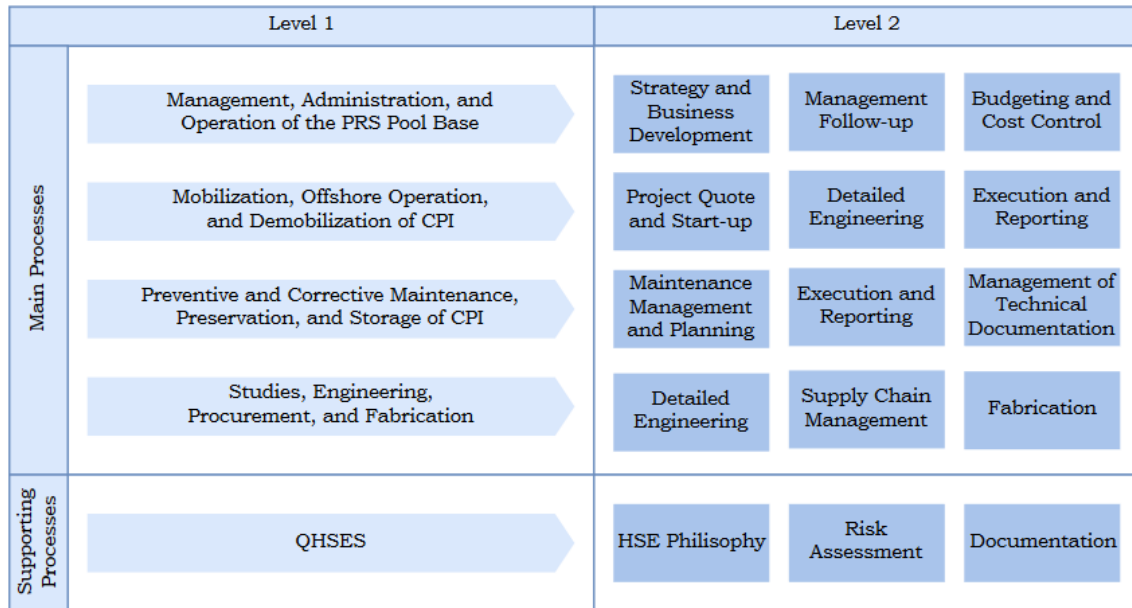 Level 1
Level 2
Main Processes
Management, Administration, and
Operation of the PRS Pool Base
Strategy and
Business
Development
Management
Follow-up
Budgeting and
Cost Control
Mobilization, Offshore Operation,
and Demobilization of CPI
Project Quote
and Start-up
Detailed
Engineering
Execution and
Reporting
Preventive and Corrective Maintenance,
Preservation, and Storage of CPI
Maintenance
Management
and Planning
Execution and
Reporting
Management of
Technical
Documentation
Studies, Engineering,
Procurement, and Fabrication
Detailed
Engineering
Supply Chain
Management
Fabrication
Supporting
Processes
QHSES
HSE Philisophy
Risk
Assessment
Documentation